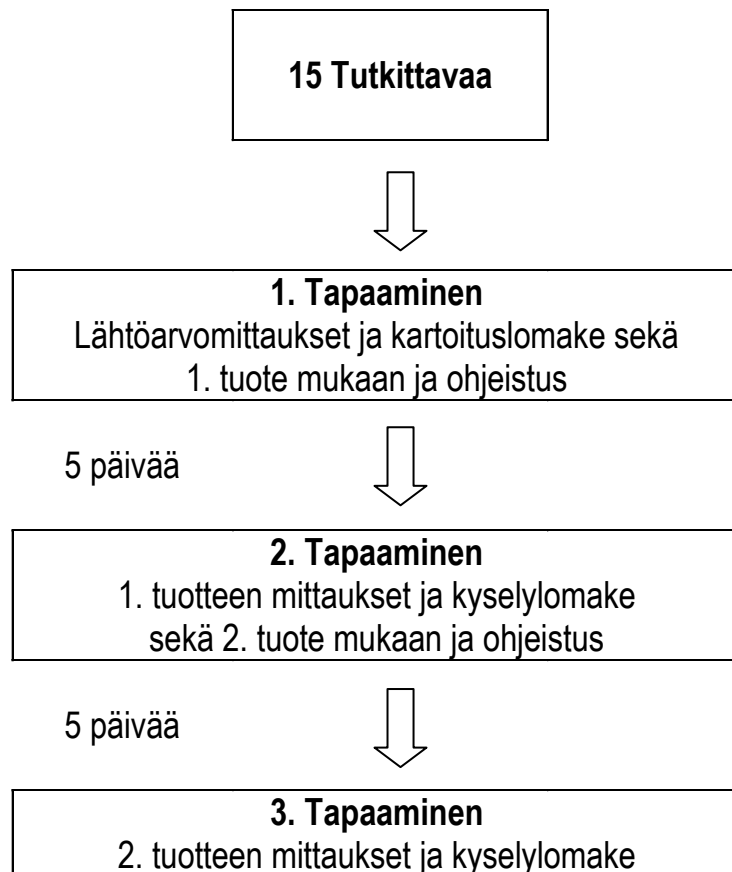 15 Tutkittavaa
1. Tapaaminen
Lähtöarvomittaukset ja kartoituslomake sekä
1. tuote mukaan ja ohjeistus
5 päivää
2. Tapaaminen
1. tuotteen mittaukset ja kyselylomake
sekä 2. tuote mukaan ja ohjeistus
5 päivää
3. Tapaaminen
2. tuotteen mittaukset ja kyselylomake